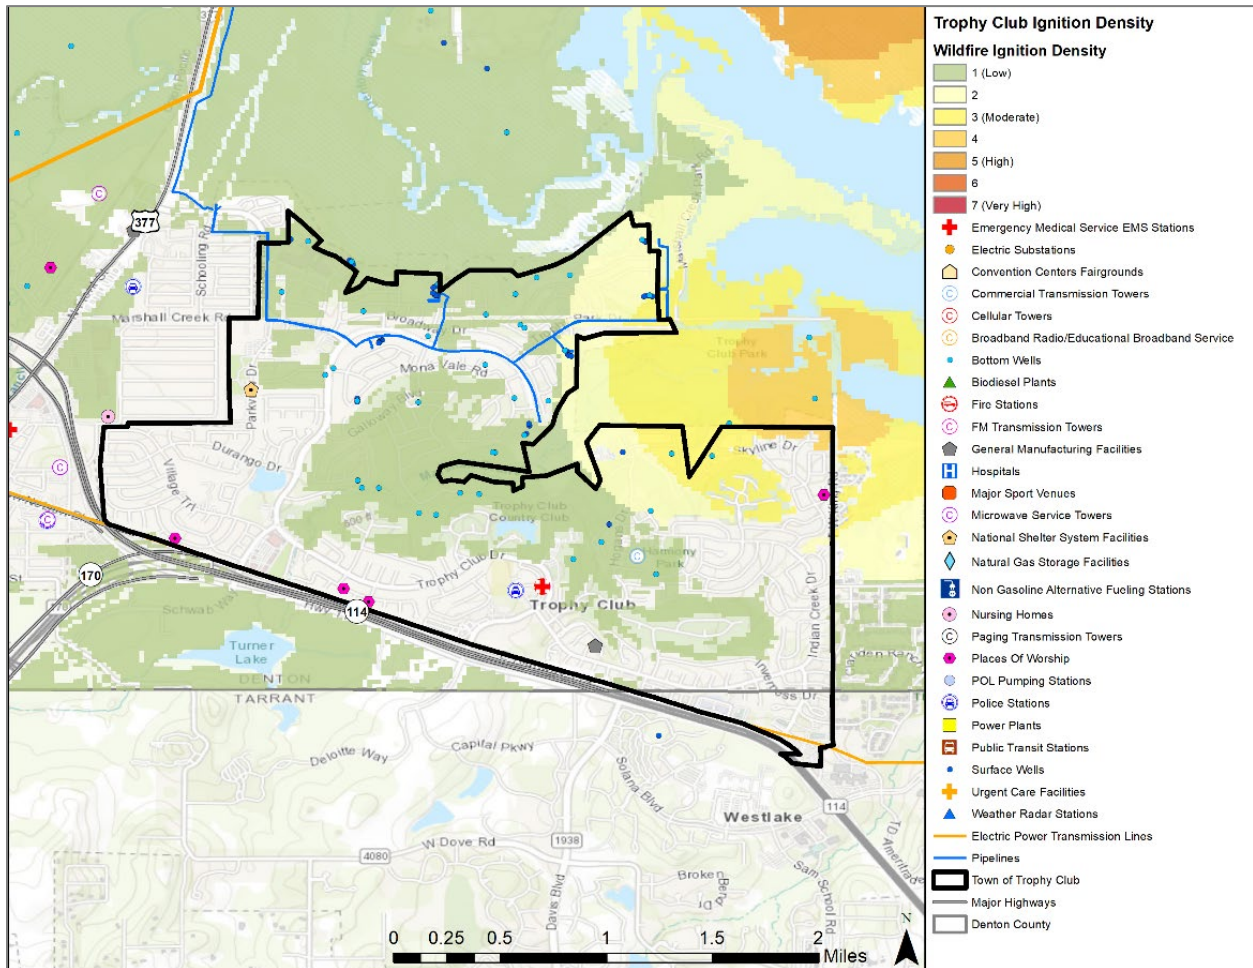 Trophy Club Ignition Density
Wildfire Ignition Density
1 (Low)
2
3 (Moderate)
4
5 (High)
6
7 (Very High)
Emergency Medical Service EMS Stations
Electric Substations
Convention Centers Fairgrounds
Commercial Transmission Towers
Cellular Towers
Broadband Radio/Educational Broadband Service
Bottom Wells
Biodiesel Plants
Fire Stations
FM Transmission Towers
General Manufacturing Facilities
Hospitals
Major Sport Venues
Microwave Service Towers
National Shelter System Facilities
Natural Gas Storage Facilities
Non Gasoline Alternative Fueling Stations
Nursing Homes
Paging Transmission Towers
Places Of Worship
POL Pumping Stations
Police Stations
Power Plants
Public Transit Stations
Surface Wells
Urgent Care Facilities
Weather Radar Stations
Electric Power Transmission Lines
Pipelines
Town of Trophy Club
Major Highways
Denton County
377
Schooling Rd
Marshall Creek Rd
Broadway Dr
Mona Vale Rd
Parkview Dr
Galloway Blvd
Durango Dr
Village Trl
Trophy Club Park
Skyline Dr
Trophy Club Country Club
Harmony Park
Trophy Club Dr
Trophy Club
Indian Creek Dr
Inverness Dr
170
114
Schwab Way
Turner Lake
DENTON
TARRANT
Deloitte Way
Capital Pkwy
Solana Blvd
Westlake
114
TD Ameritrade
W Dove Rd
4080
1938
Davis Blvd
Broken Bend Dr
Sam School Rd
N
0 0.25 0.5 1 1.5 2
Miles